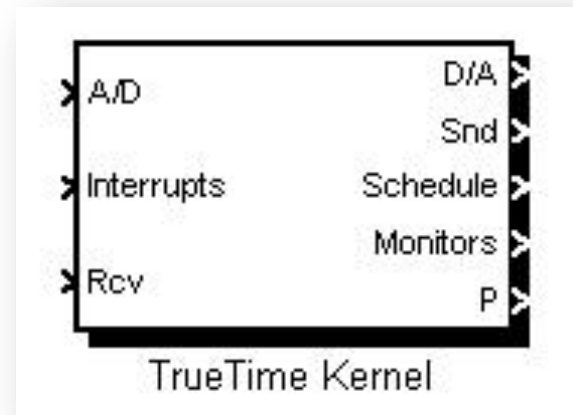 A/D
Interrupts
Rcv
D/A
Snd
Schedule
Monitors
P
TrueTime Kernel